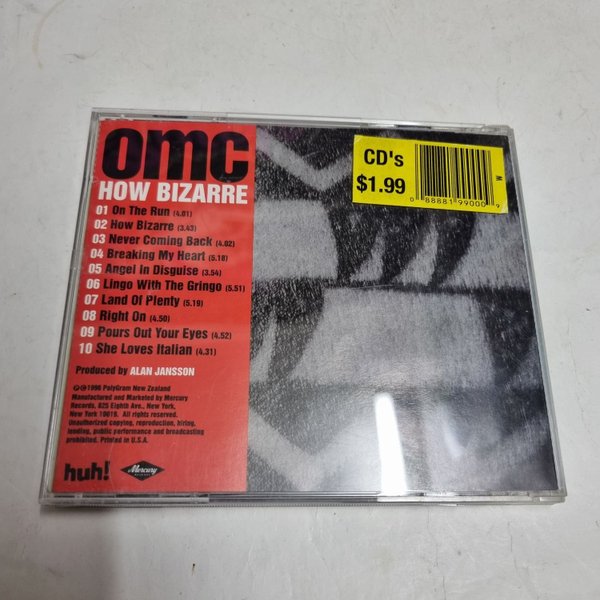 omc
HOW BIZARRE
01 On The Run (4.01)
02 How Bizarre (3.43)
03 Never Coming Back (4.02)
04 Breaking My Heart (5.18)
05 Angel In Disguise (3.54)
06 Lingo With The Gringo (5.51)
07 Land Of Plenty (5.19)
08 Right On (4.50)
09 Pours Out Your Eyes (4.52)
10 She Loves Italian (4.31)
Produced by ALAN JANSSON
℗© 1996 PolyGram New Zealand
Manufactured and Marketed by Mercury
Records, 825 Eighth Ave., New York,
New York 10019. All rights reserved.
Unauthorized copying, reproduction, hiring,
lending, public performance and broadcasting
prohibited. Printed in U.S.A.
huh!
Mercury
CD's
$1.99
0 88881 99000 9
M